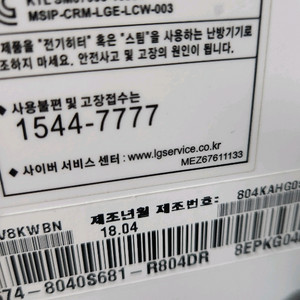 MSIP-CRM-LGE-LCW-003
제품을 "전기히터" 혹은 "스팀"을 사용하는 난방기기로
하지 마세요. 안전사고 및 고장의 원인이 됩니다.
사용불편 및 고장접수는
1544-7777
사이버 서비스 센터 : www.lgservice.co.kr
MEZ67611133
V8KWBN 제조년월 제조번호: 804KAHG0
18.04
74-8040S681-R804DR 8EPKG04